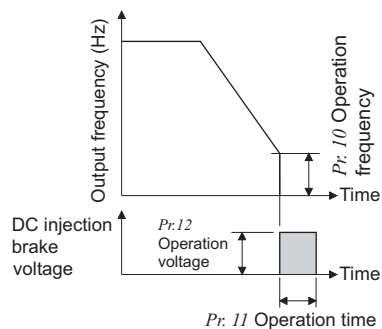 Output frequency (Hz)
Pr. 10 Operation
frequency
Time
DC injection
brake
voltage
Pr.12
Operation
voltage
Time
Pr. 11 Operation time